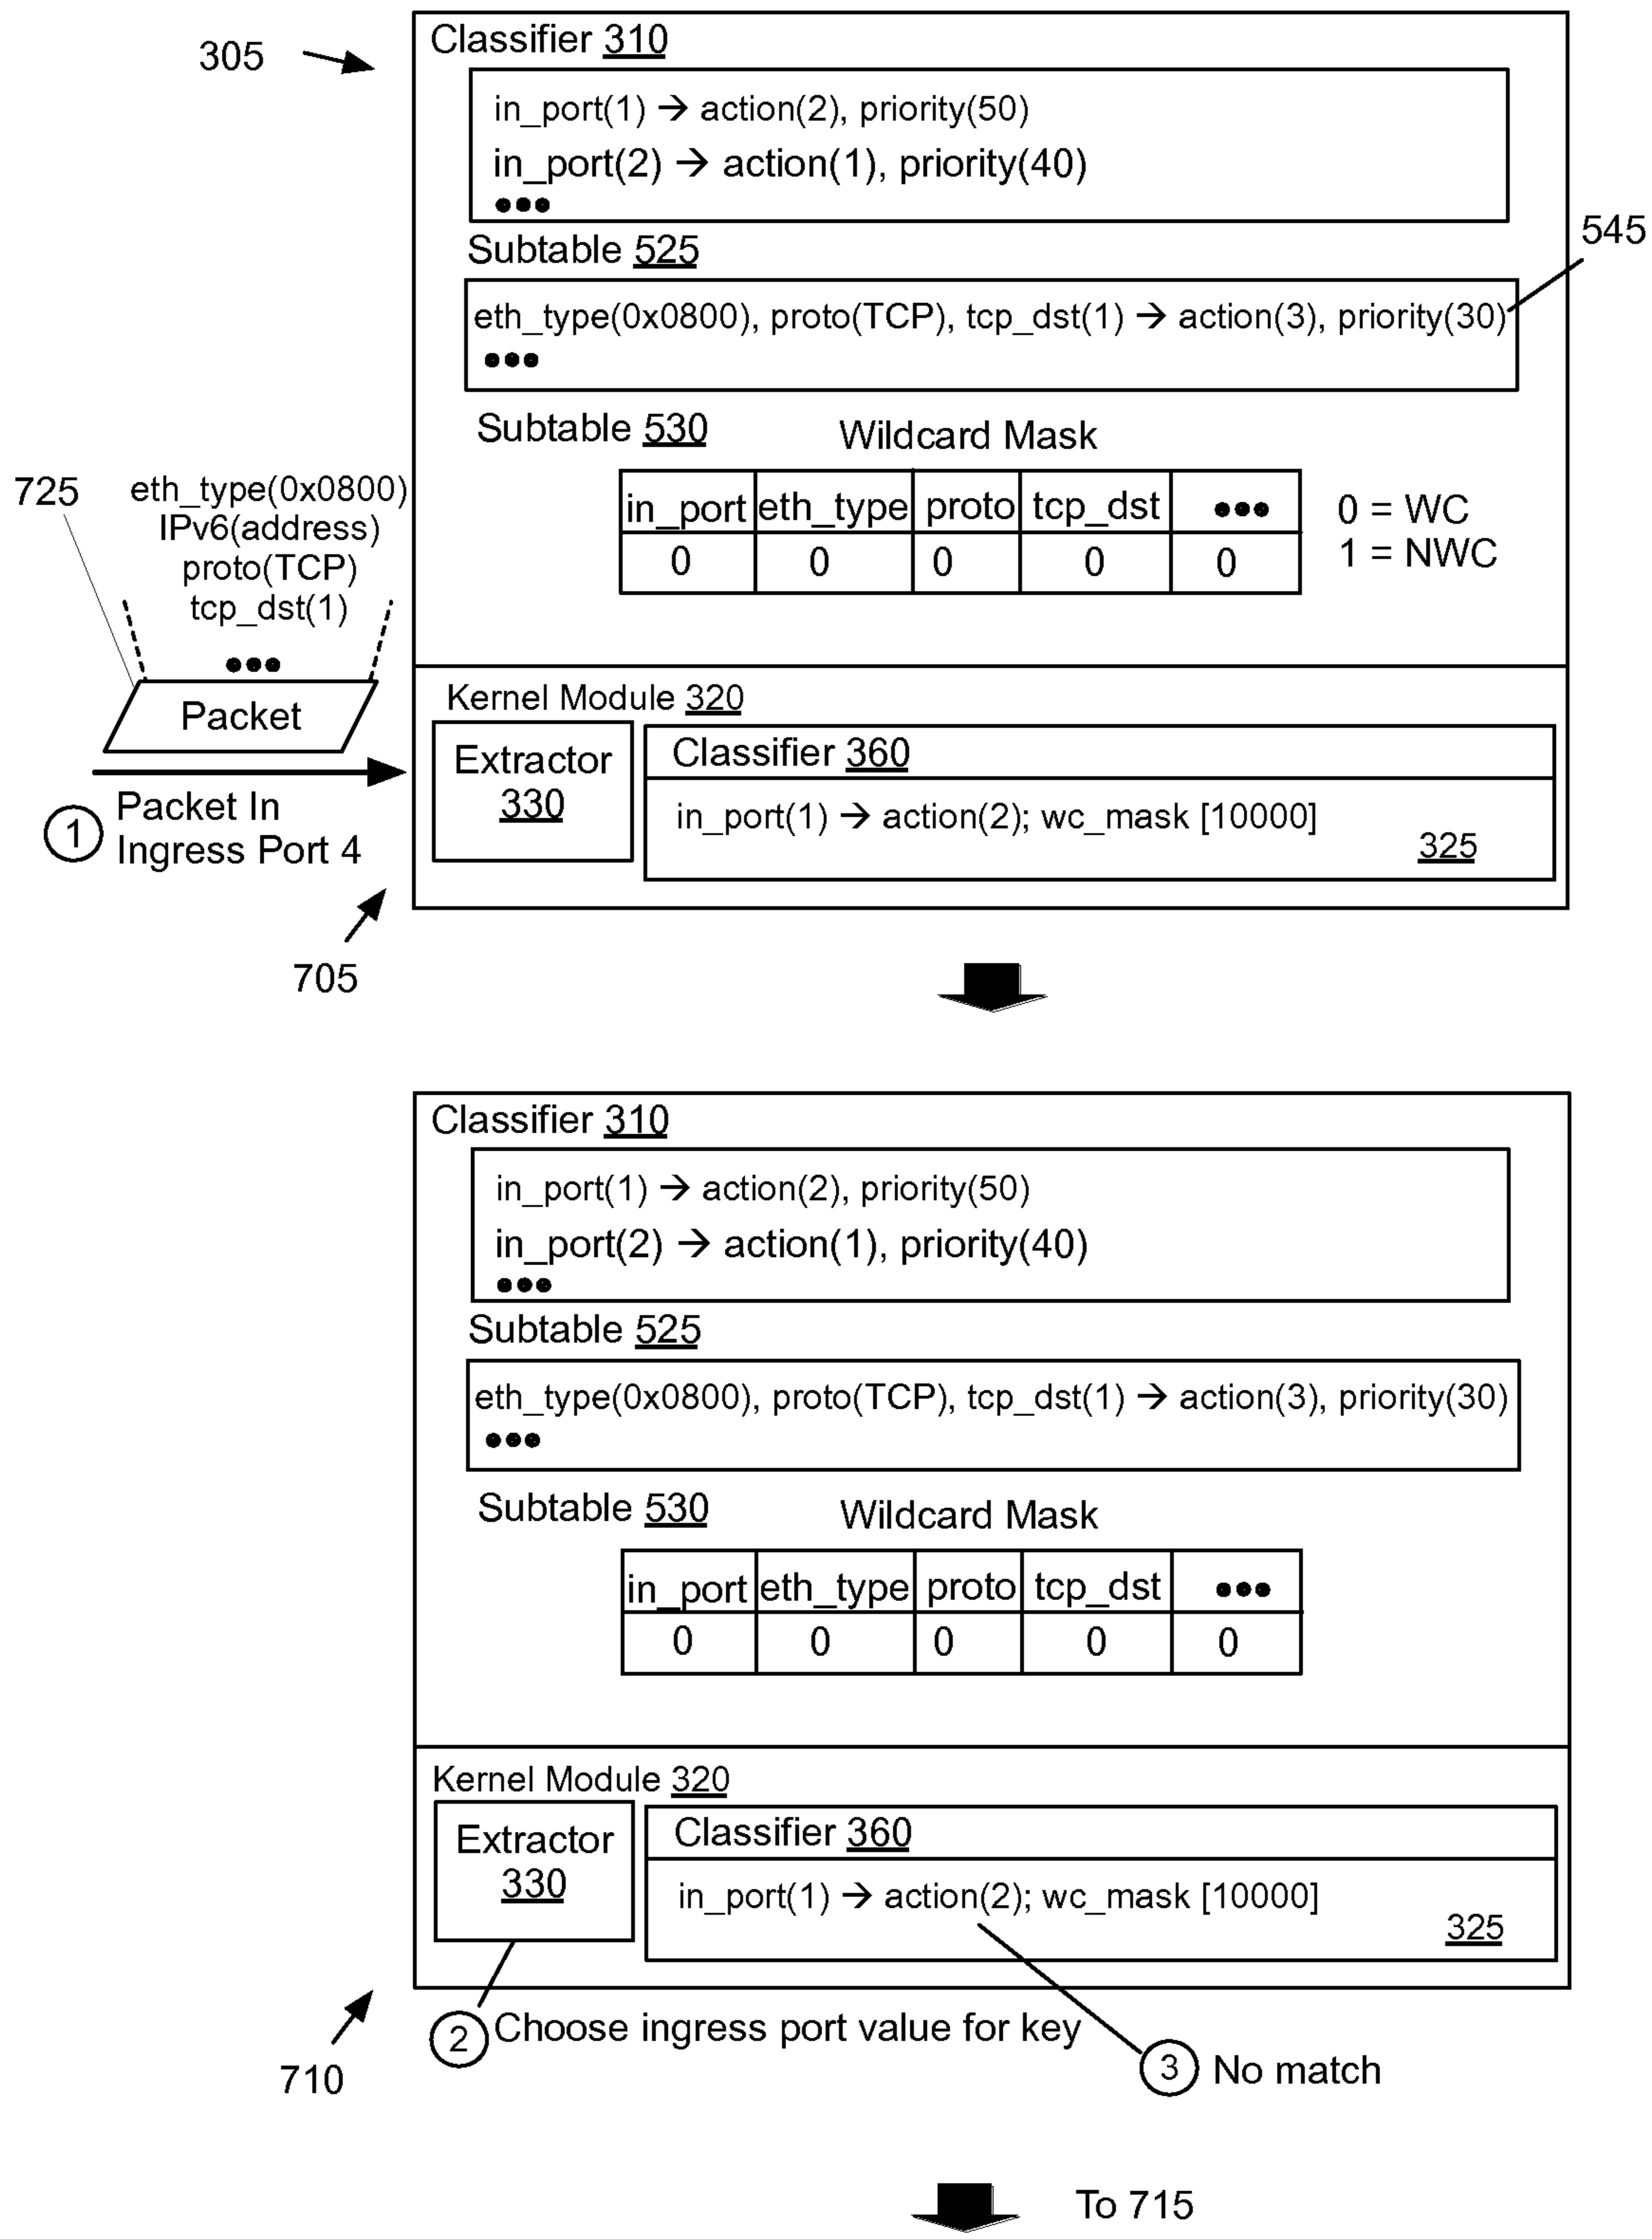 305
Classifier 310
in_port(1) → action(2), priority(50)
in_port(2) → action(1), priority(40)
●●●
Subtable 525
545
eth_type(0x0800), proto(TCP), tcp_dst(1) → action(3), priority(30)
●●●
Subtable 530
Wildcard Mask
in_port eth_type proto tcp_dst ●●●
0 0 0 0 0
0 = WC
1 = NWC
725
eth_type(0x0800)
IPv6(address)
proto(TCP)
tcp_dst(1)
●●●
Packet
1 Packet In
Ingress Port 4
Kernel Module 320
Extractor
330
Classifier 360
in_port(1) → action(2); wc_mask [10000]
325
705
Classifier 310
in_port(1) → action(2), priority(50)
in_port(2) → action(1), priority(40)
●●●
Subtable 525
eth_type(0x0800), proto(TCP), tcp_dst(1) → action(3), priority(30)
●●●
Subtable 530
Wildcard Mask
in_port eth_type proto tcp_dst ●●●
0 0 0 0 0
Kernel Module 320
Extractor
330
Classifier 360
in_port(1) → action(2); wc_mask [10000]
325
710
2 Choose ingress port value for key
3 No match
To 715